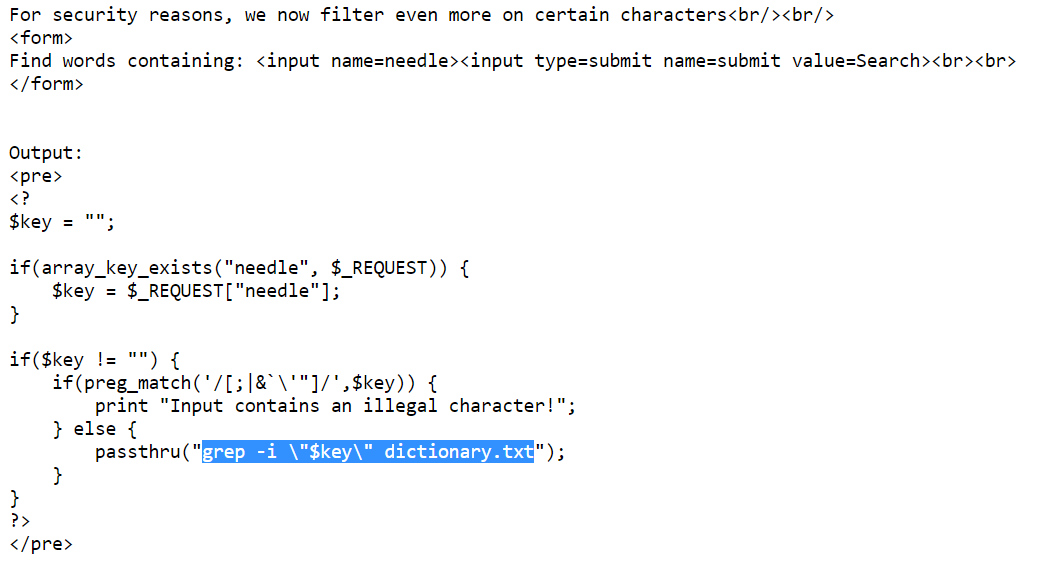 For security reasons, we now filter even more on certain characters<br/><br/>
<form>
Find words containing: <input name=needle><input type=submit name=submit value=Search><br><br>
</form>
Output:
<pre>
<?
$key = "";
if(array_key_exists("needle", $_REQUEST)) {
    $key = $_REQUEST["needle"];
}
if($key != "") {
    if(preg_match('/[;|&`\'"]/',$key)) {
        print "Input contains an illegal character!";
    } else {
        passthru("grep -i \"$key\" dictionary.txt");
    }
}
?>
</pre>